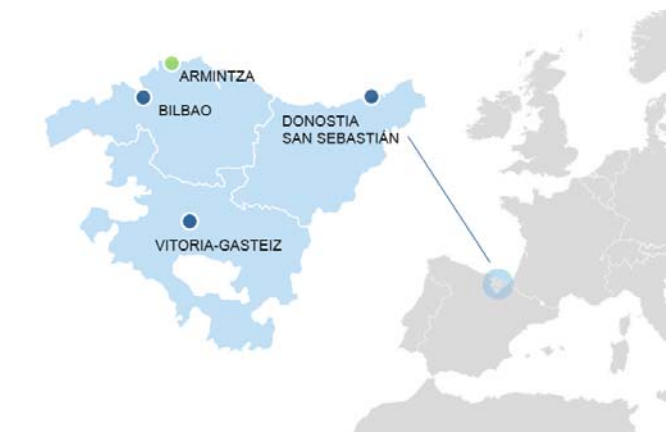 ARMINTZA
BILBAO
DONOSTIA
SAN SEBASTIÁN
VITORIA-GASTEIZ